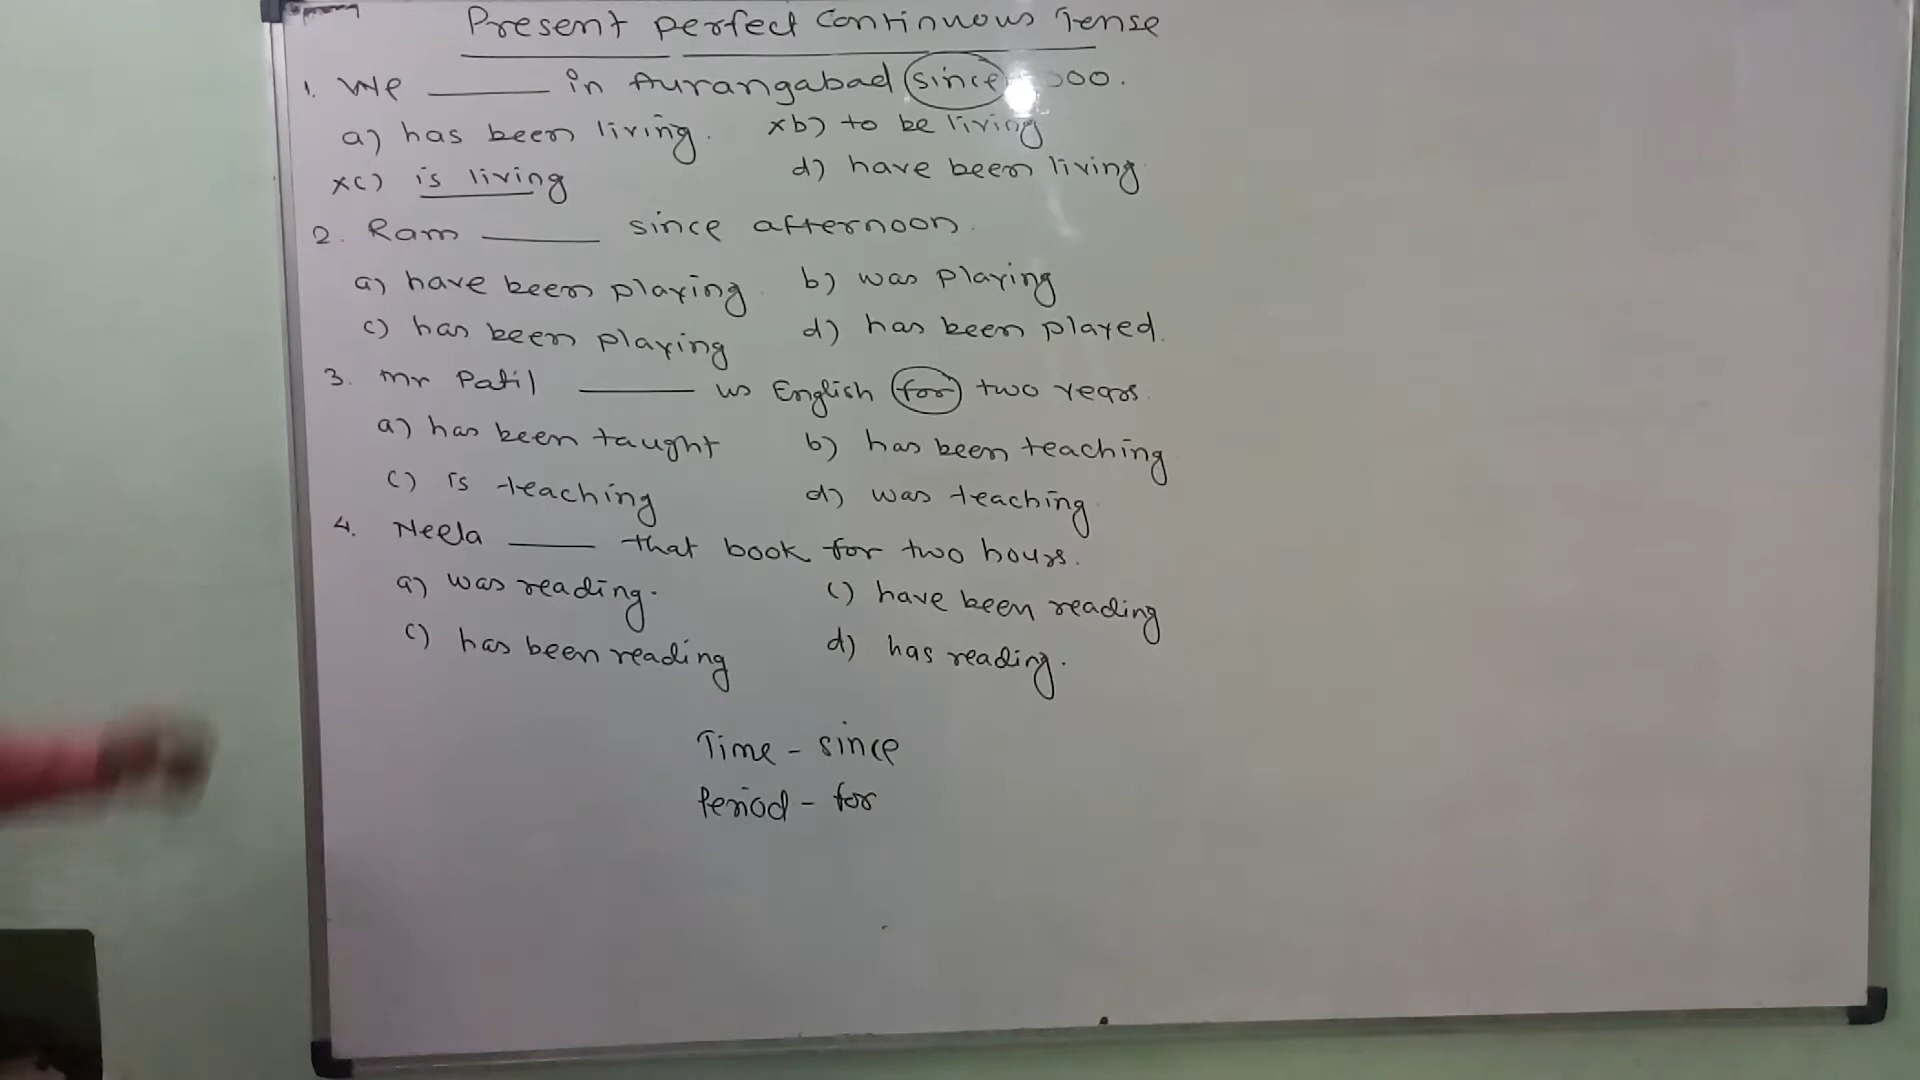 Present perfect Continuous Tense
1. We ____ in Aurangabad since 000.
a) has been living. xb) to be living
xc) is living d) have been living
2. Ram ____ since afternoon.
a) have been playing. b) was playing
c) has been playing d) has been played.
3. Mr Patil ____ us English for two years.
a) has been taught b) has been teaching
c) is teaching d) was teaching.
4. Neela ____ that book for two hours.
a) was reading. c) have been reading
c) has been reading d) has reading.
Time - since
Period - for